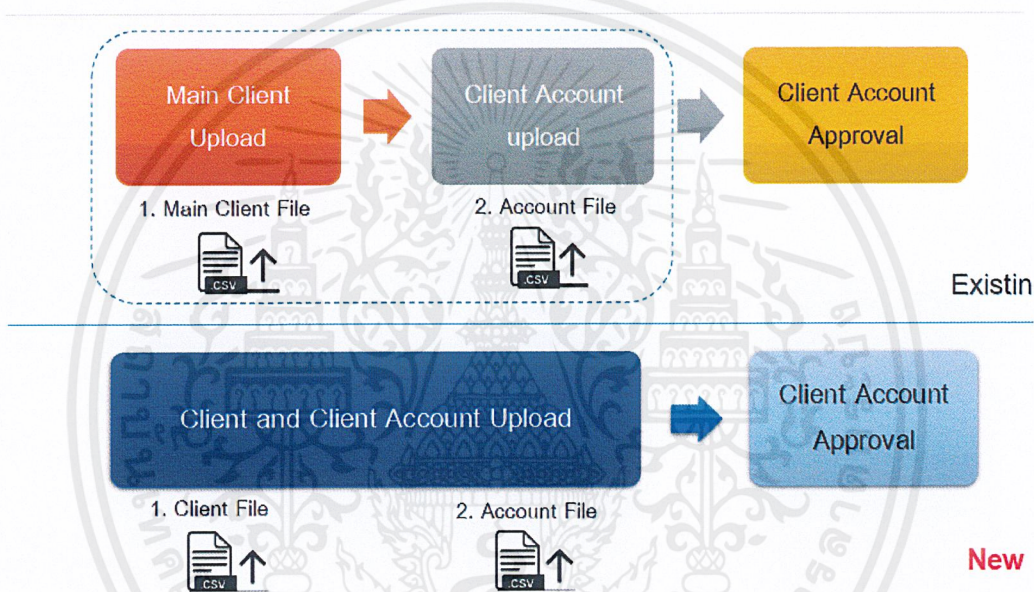 Main Client
Upload
Client Account
upload
Client Account
Approval
1. Main Client File
2. Account File
.CSV
.CSV
Existin
Client and Client Account Upload
Client Account
Approval
1. Client File
2. Account File
.CSV
.CSV
New